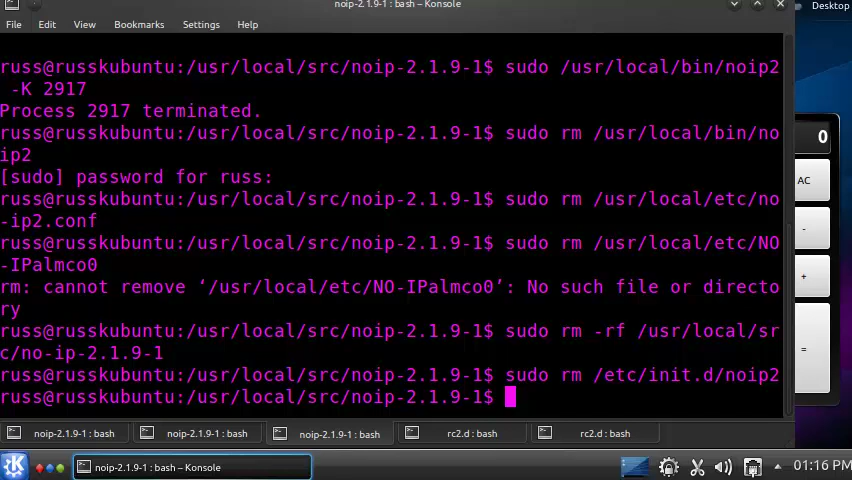 noip-2.1.9-1 : bash – Konsole
Desktop
File Edit View Bookmarks Settings Help
russ@russkubuntu:/usr/local/src/noip-2.1.9-1$ sudo /usr/local/bin/noip2
-K 2917
Process 2917 terminated.
russ@russkubuntu:/usr/local/src/noip-2.1.9-1$ sudo rm /usr/local/bin/no
ip2
[sudo] password for russ:
russ@russkubuntu:/usr/local/src/noip-2.1.9-1$ sudo rm /usr/local/etc/no
-ip2.conf
russ@russkubuntu:/usr/local/src/noip-2.1.9-1$ sudo rm /usr/local/etc/NO
-IPalmco0
rm: cannot remove ‘/usr/local/etc/NO-IPalmco0’: No such file or directo
ry
russ@russkubuntu:/usr/local/src/noip-2.1.9-1$ sudo rm -rf /usr/local/sr
c/no-ip-2.1.9-1
russ@russkubuntu:/usr/local/src/noip-2.1.9-1$ sudo rm /etc/init.d/noip2
russ@russkubuntu:/usr/local/src/noip-2.1.9-1$
0
AC
-
+
=
noip-2.1.9-1 : bash noip-2.1.9-1 : bash noip-2.1.9-1 : bash rc2.d : bash rc2.d : bash
noip-2.1.9-1 : bash – Konsole
01:16 PM